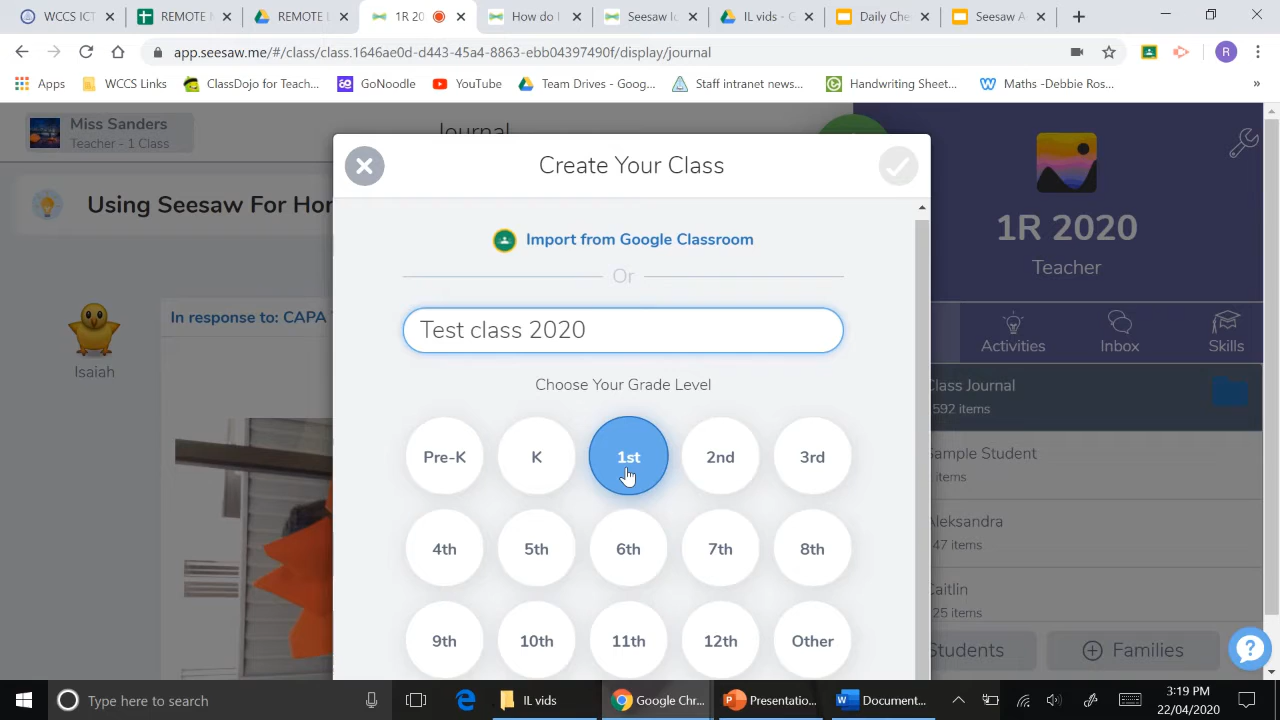 WCCS ICT
REMOTE M
REMOTE L
1R 20
How do I
Seesaw Ic
IL vids - G
Daily Che
Seesaw A
app.seesaw.me/#/class/class.1646ae0d-d443-45a4-8863-ebb04397490f/display/journal
R
Apps
WCCS Links
ClassDojo for Teach...
GoNoodle
YouTube
Team Drives - Goog...
Staff intranet news...
Handwriting Sheet...
Maths -Debbie Ros...
»
Miss Sanders
Teacher - 1 Class
Journal
Using Seesaw For Hom
Isaiah
In response to: CAPA
Create Your Class
Import from Google Classroom
Or
Test class 2020
Choose Your Grade Level
Pre-K
K
1st
2nd
3rd
4th
5th
6th
7th
8th
9th
10th
11th
12th
Other
1R 2020
Teacher
Activities
Inbox
Skills
Class Journal
592 items
Sample Student
items
Aleksandra
47 items
Caitlin
25 items
Students
Families
?
Type here to search
IL vids
Google Chr...
Presentatio...
Document...
3:19 PM
22/04/2020